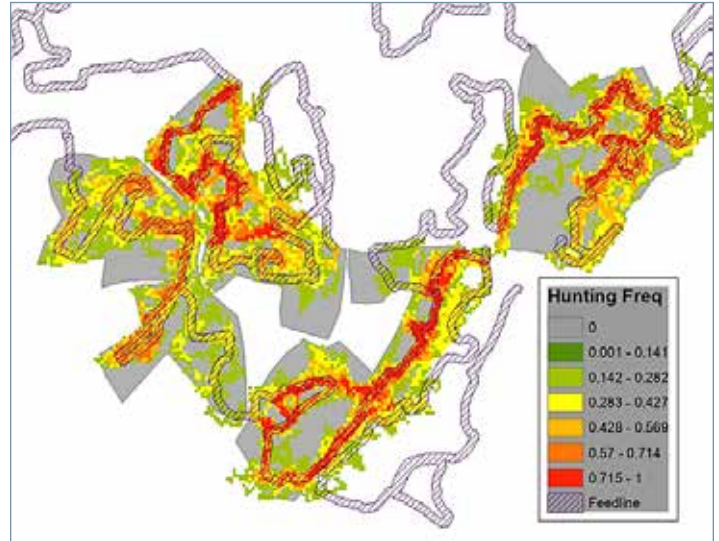 Hunting Freq
0
0.001 - 0.141
0.142 - 0.282
0.283 - 0.427
0.428 - 0.569
0.57 - 0.714
0.715 - 1
Feedline